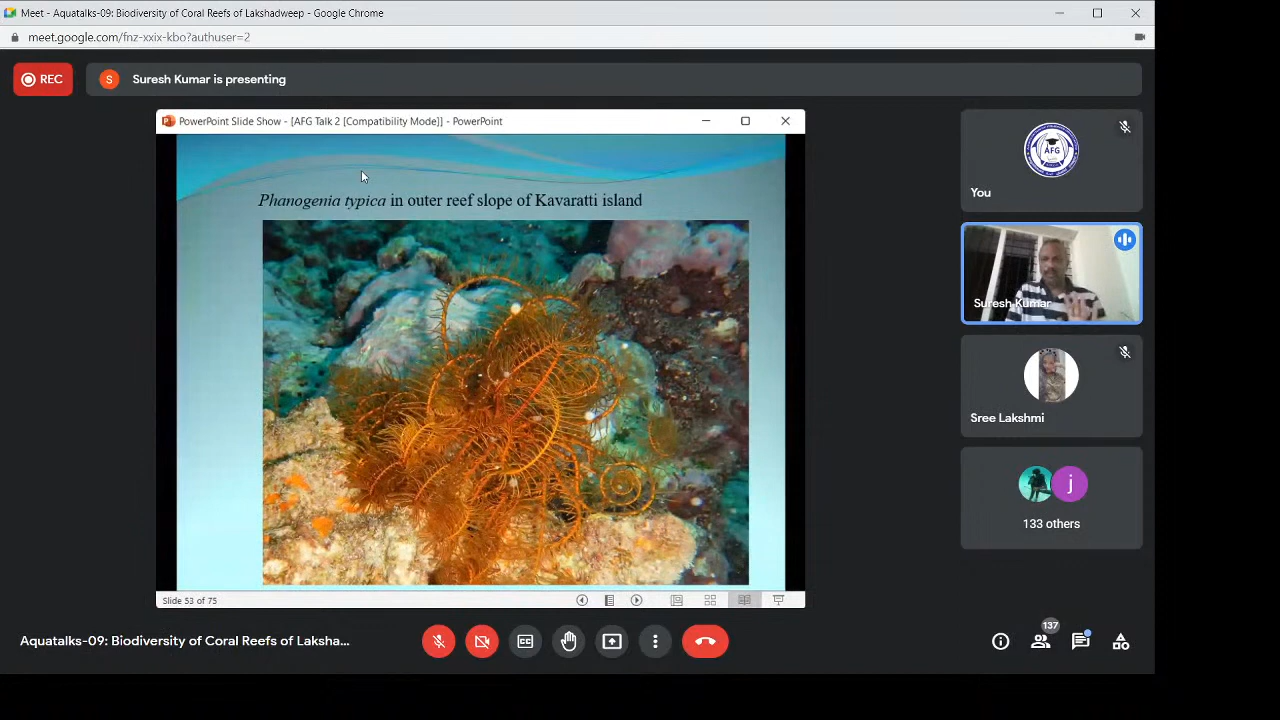 Meet - Aquatalks-09: Biodiversity of Coral Reefs of Lakshadweep - Google Chrome
meet.google.com/fnz-xxix-kbo?authuser=2
REC
S
Suresh Kumar is presenting
PowerPoint Slide Show - [AFG Talk 2 [Compatibility Mode]] - PowerPoint
Phanogenia typica in outer reef slope of Kavaratti island
AFG
You
Suresh Kumar
Sree Lakshmi
j
133 others
Slide 53 of 75
Aquatalks-09: Biodiversity of Coral Reefs of Laksha...
CC
137